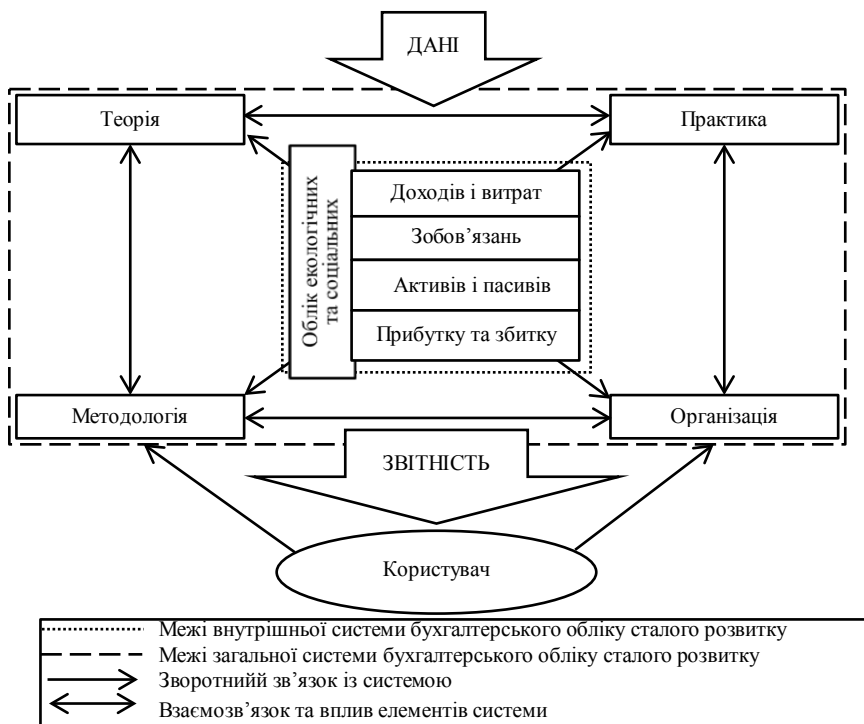 ДАНІ
Теорія
Практика
Облік екологічних
та соціальних
Доходів і витрат
Зобов’язань
Активів і пасивів
Прибутку та збитку
Методологія
Організація
ЗВІТНІСТЬ
Користувач
Межі внутрішньої системи бухгалтерського обліку сталого розвитку
Межі загальної системи бухгалтерського обліку сталого розвитку
Зворотнийй зв’язок із системою
Взаємозв’язок та вплив елементів системи